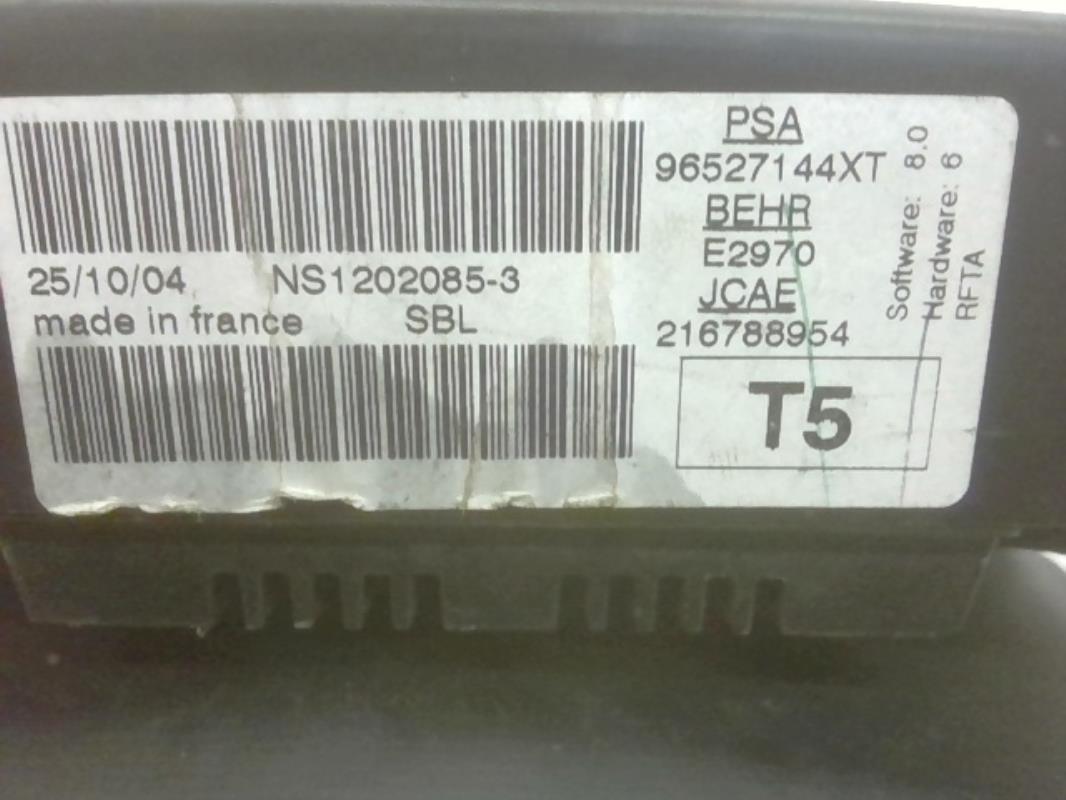 25/10/04 NS1202085-3
made in france SBL
PSA
96527144XT
BEHR
E2970
JCAE
216788954
T5
Software: 8.0
Hardware: 6
RFTA